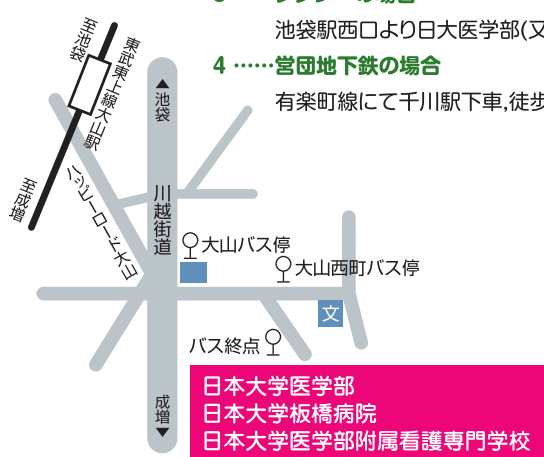 池袋駅西口より日大医学部(又
4 ……営団地下鉄の場合
有楽町線にて千川駅下車,徒歩
至池袋
東武東上線大山駅
▲池袋
至成増
ハッピーロード大山
川越街道
大山バス停
大山西町バス停
文
バス終点
成増▼
日本大学医学部
日本大学板橋病院
日本大学医学部附属看護専門学校